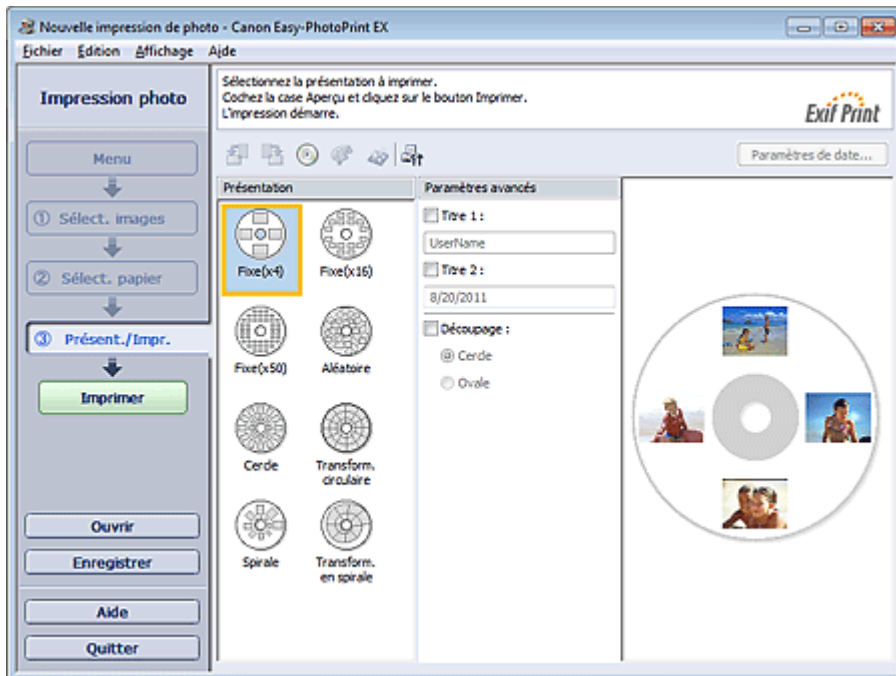 Nouvelle impression de photo - Canon Easy-PhotoPrint EX
Fichier Edition Affichage Aide
Impression photo
Sélectionnez la présentation à imprimer.
Cochez la case Aperçu et cliquez sur le bouton Imprimer.
L'impression démarre.
Exif Print
Menu
① Sélect. images
② Sélect. papier
③ Présent./Impr.
Imprimer
Ouvrir
Enregistrer
Aide
Quitter
Paramètres de date...
Présentation
Fixe(x4)
Fixe(x16)
Fixe(x50)
Aléatoire
Cercle
Transform.
circulaire
Spirale
Transform.
en spirale
Paramètres avancés
Titre 1 :
UserName
Titre 2 :
8/20/2011
Découpage :
Cercle
Ovale